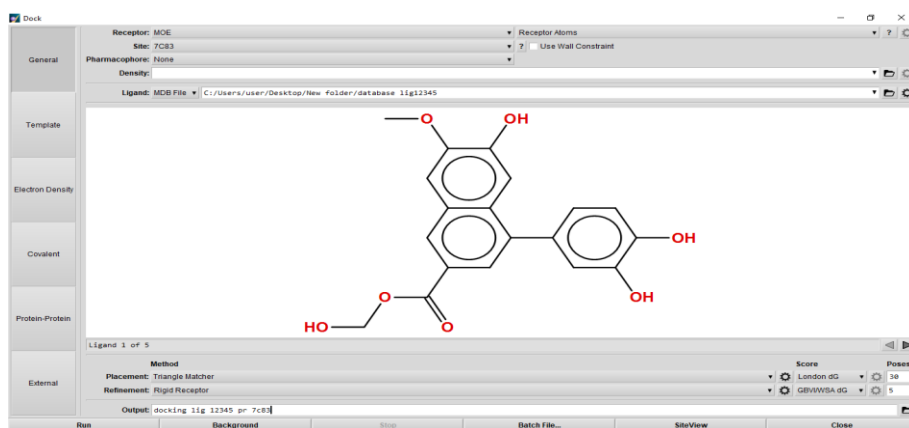 Dock
Receptor: MOE Receptor Atoms ?
Site: 7C83 ? Use Wall Constraint
Pharmacophore: None
Density:
Ligand: MDB File C:/Users/user/Desktop/New folder/database lig12345
General
Template
Electron Density
Covalent
Protein-Protein
External
O OH
OH
OH
O
HO O
Ligand 1 of 5
Method Score Poses
Placement: Triangle Matcher London dG 30
Refinement: Rigid Receptor GBVI/WSA dG 5
Output: docking lig 12345 pr 7c83
Run Background Stop Batch File... SiteView Close